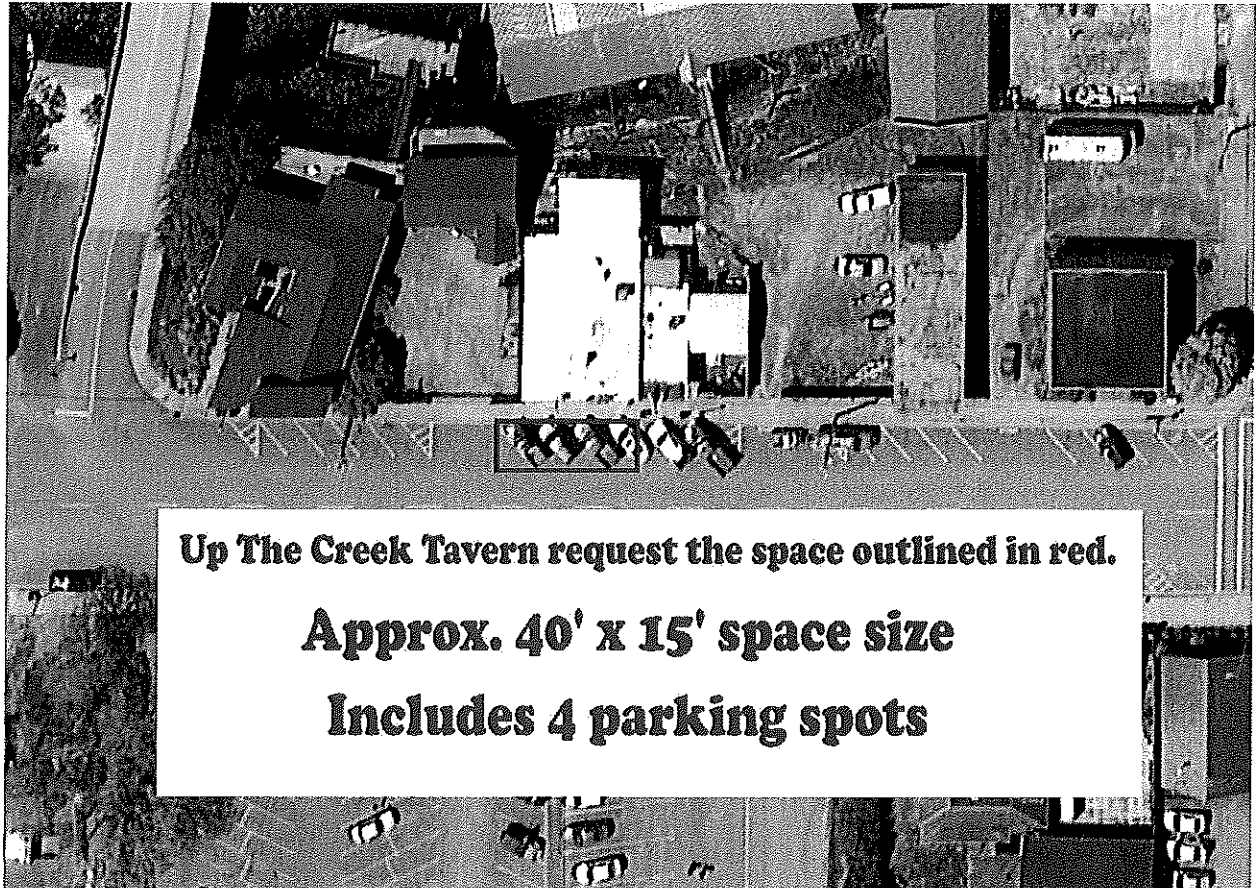 Up The Creek Tavern request the space outlined in red.
Approx. 40' x 15' space size
Includes 4 parking spots